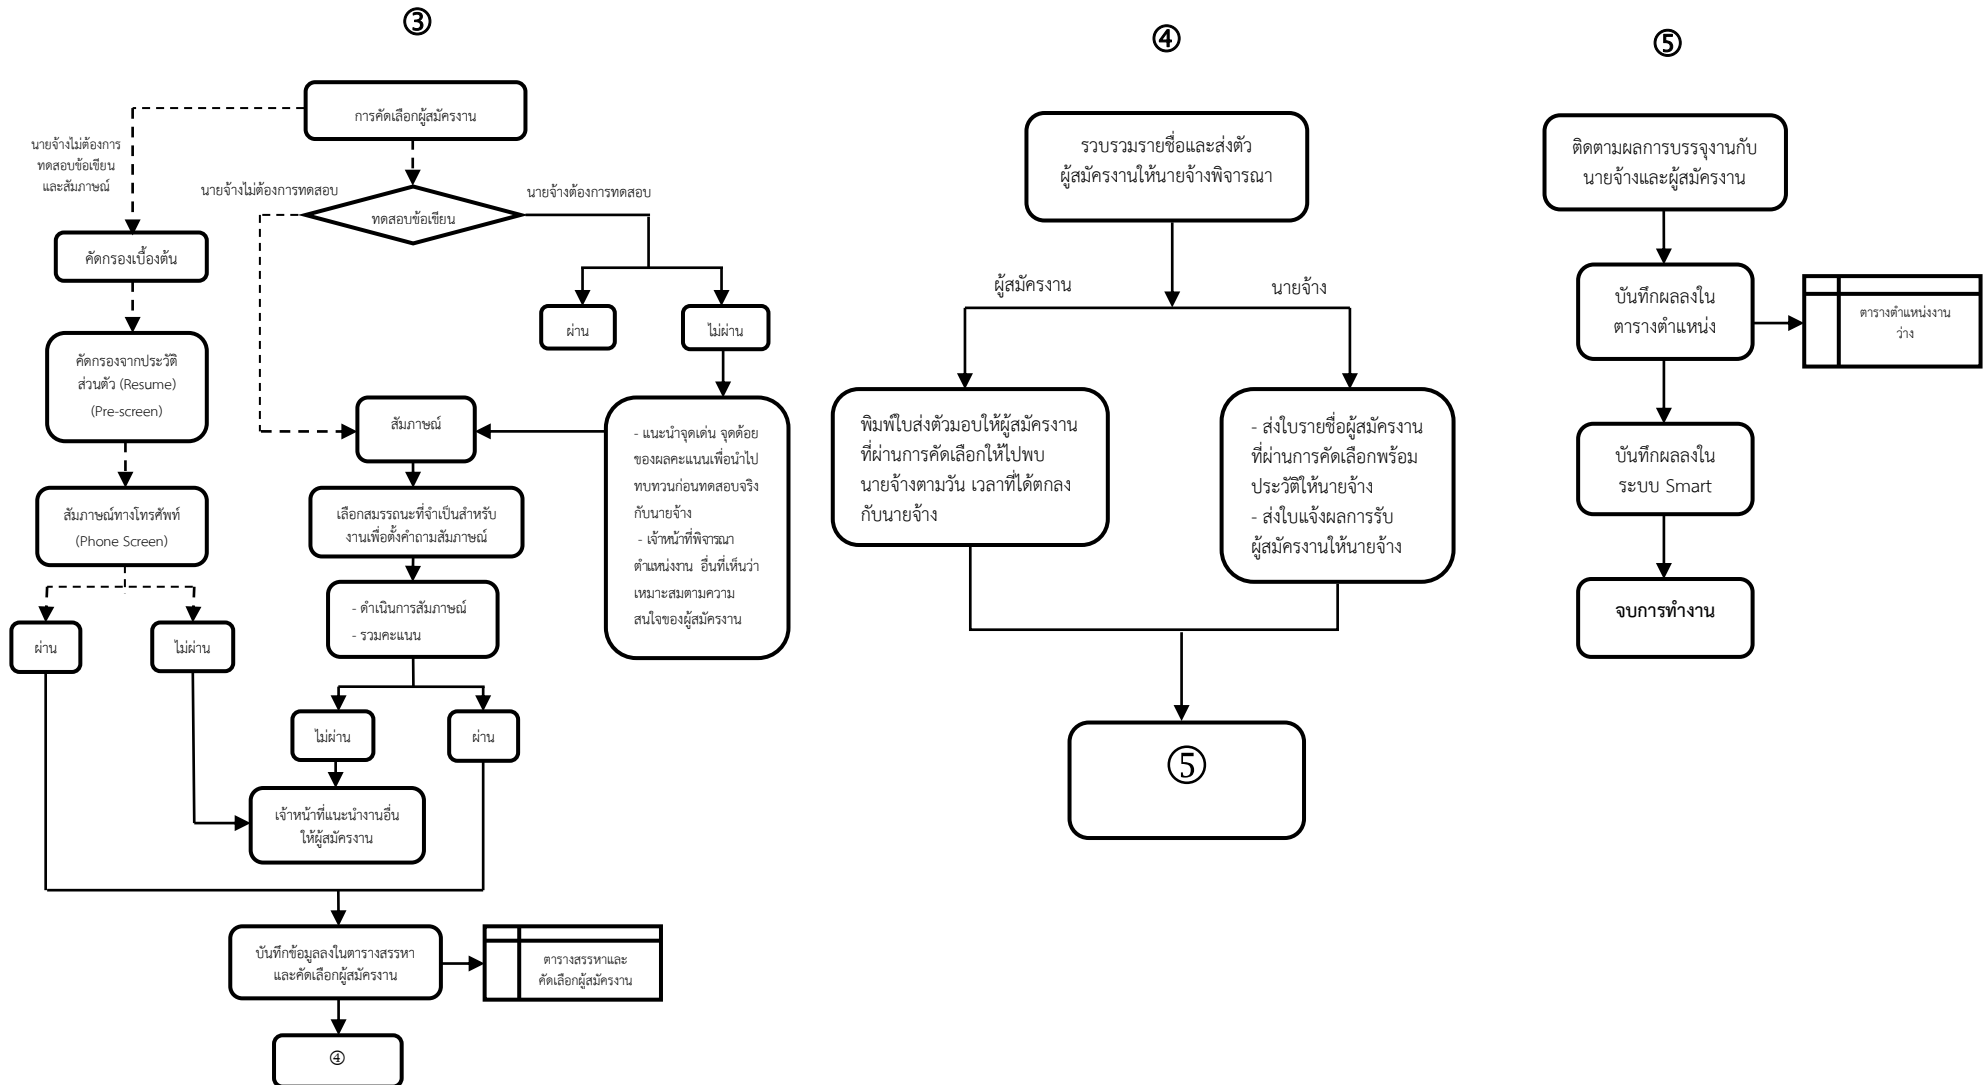 ③
การคัดเลือกผู้สมัครงาน
นายจ้างไม่ต้องการ
ทดสอบข้อเขียน
และสัมภาษณ์
นายจ้างไม่ต้องการทดสอบ
นายจ้างต้องการทดสอบ
ทดสอบข้อเขียน
คัดกรองเบื้องต้น
ผ่าน
ไม่ผ่าน
คัดกรองจากประวัติ
ส่วนตัว (Resume)
(Pre-screen)
สัมภาษณ์
- แนะนำจุดเด่น จุดด้อย
ของผลคะแนนเพื่อนำไป
ทบทวนก่อนทดสอบจริง
กับนายจ้าง
- เจ้าหน้าที่พิจารณา
ตำแหน่งงาน อื่นที่เห็นว่า
เหมาะสมตามความ
สนใจของผู้สมัครงาน
สัมภาษณ์ทางโทรศัพท์
(Phone Screen)
เลือกสมรรถนะที่จำเป็นสำหรับ
งานเพื่อตั้งคำถามสัมภาษณ์
- ดำเนินการสัมภาษณ์
- รวมคะแนน
ผ่าน
ไม่ผ่าน
ไม่ผ่าน
ผ่าน
เจ้าหน้าที่แนะนำงานอื่น
ให้ผู้สมัครงาน
บันทึกข้อมูลลงในตารางสรรหา
และคัดเลือกผู้สมัครงาน
ตารางสรรหาและ
คัดเลือกผู้สมัครงาน
④
④
รวบรวมรายชื่อและส่งตัว
ผู้สมัครงานให้นายจ้างพิจารณา
ผู้สมัครงาน
นายจ้าง
พิมพ์ใบส่งตัวมอบให้ผู้สมัครงาน
ที่ผ่านการคัดเลือกให้ไปพบ
นายจ้างตามวัน เวลาที่ได้ตกลง
กับนายจ้าง
- ส่งใบรายชื่อผู้สมัครงาน
ที่ผ่านการคัดเลือกพร้อม
ประวัติให้นายจ้าง
- ส่งใบแจ้งผลการรับ
ผู้สมัครงานให้นายจ้าง
⑤
⑤
ติดตามผลการบรรจุงานกับ
นายจ้างและผู้สมัครงาน
บันทึกผลลงใน
ตารางตำแหน่ง
ตารางตำแหน่งงาน
ว่าง
บันทึกผลลงใน
ระบบ Smart
จบการทำงาน